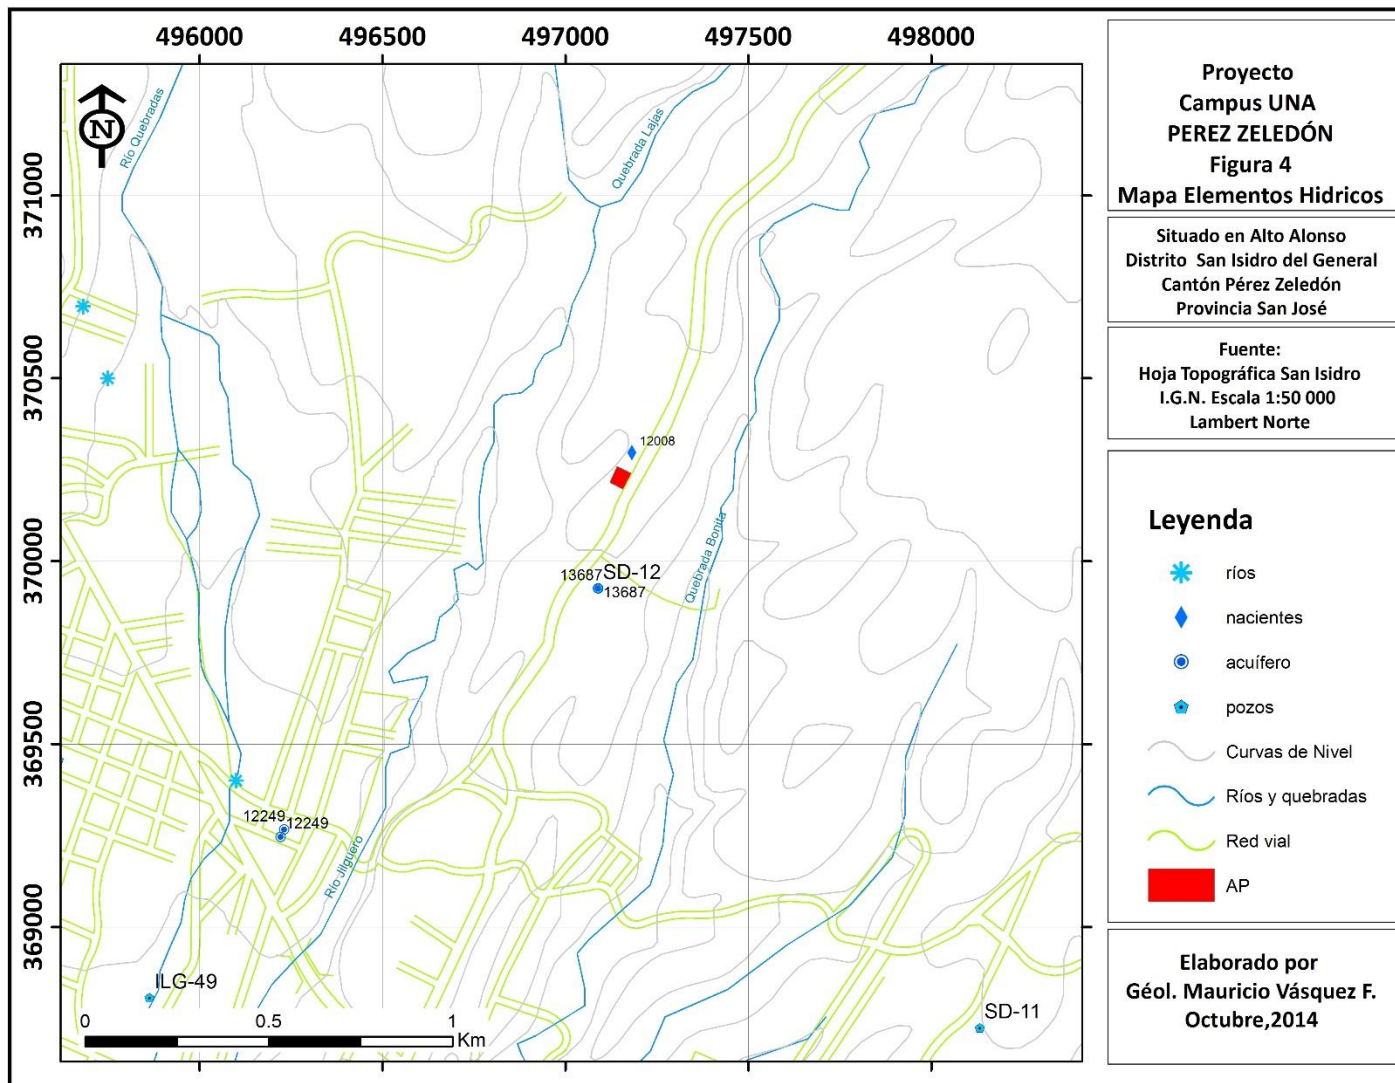 496000
496500
497000
497500
498000
371000
370500
370000
369500
369000
N
Río Quebradas
Quebrada Lajas
12008
Quebrada Bonita
13687
SD-12
13687
12249
12249
Río Jilguero
ILG-49
SD-11
0
0.5
1
Km
Proyecto
Campus UNA
PEREZ ZELEDÓN
Figura 4
Mapa Elementos Hidricos
Situado en Alto Alonso
Distrito San Isidro del General
Cantón Pérez Zeledón
Provincia San José
Fuente:
Hoja Topográfica San Isidro
I.G.N. Escala 1:50 000
Lambert Norte
Leyenda
ríos
nacientes
acuífero
pozos
Curvas de Nivel
Ríos y quebradas
Red vial
AP
Elaborado por
Géol. Mauricio Vásquez F.
Octubre,2014